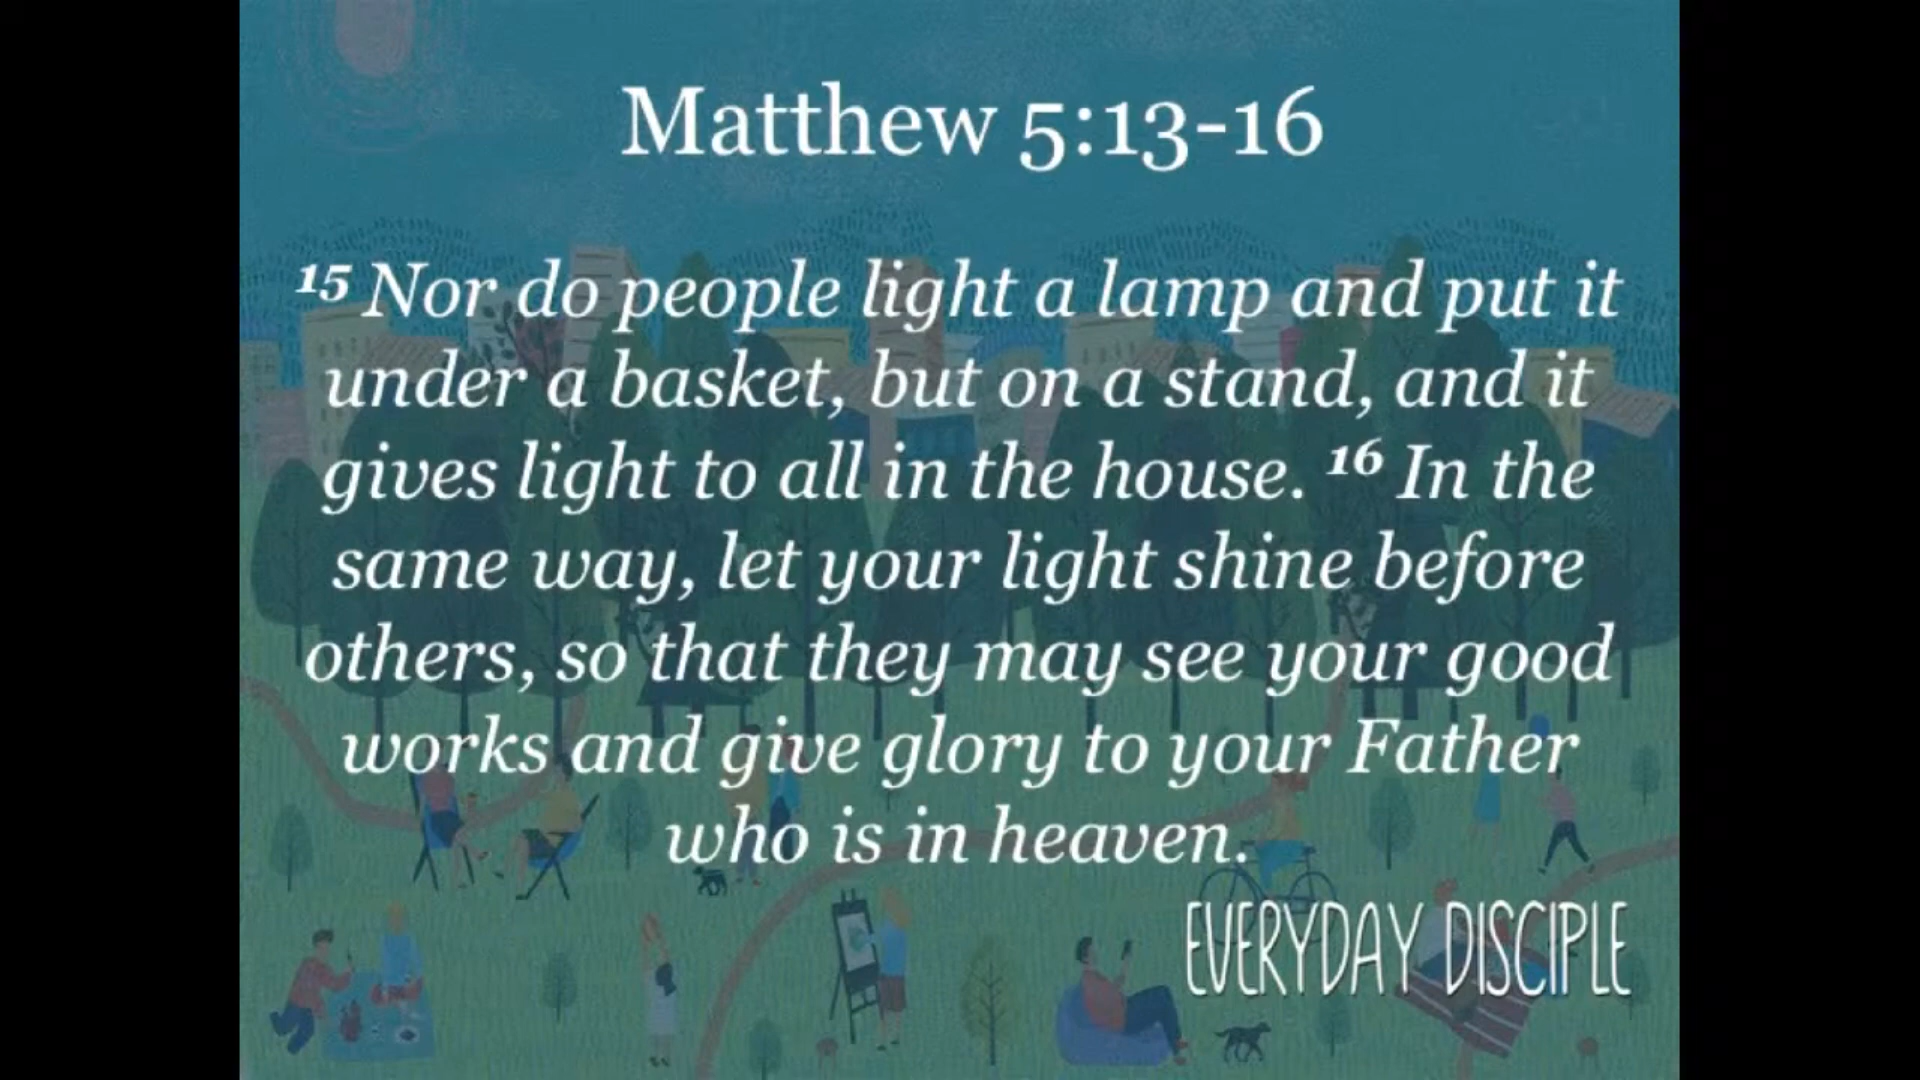 Matthew 5:13-16
15 Nor do people light a lamp and put it
under a basket, but on a stand, and it
gives light to all in the house. 16 In the
same way, let your light shine before
others, so that they may see your good
works and give glory to your Father
who is in heaven.
EVERYDAY DISCIPLE